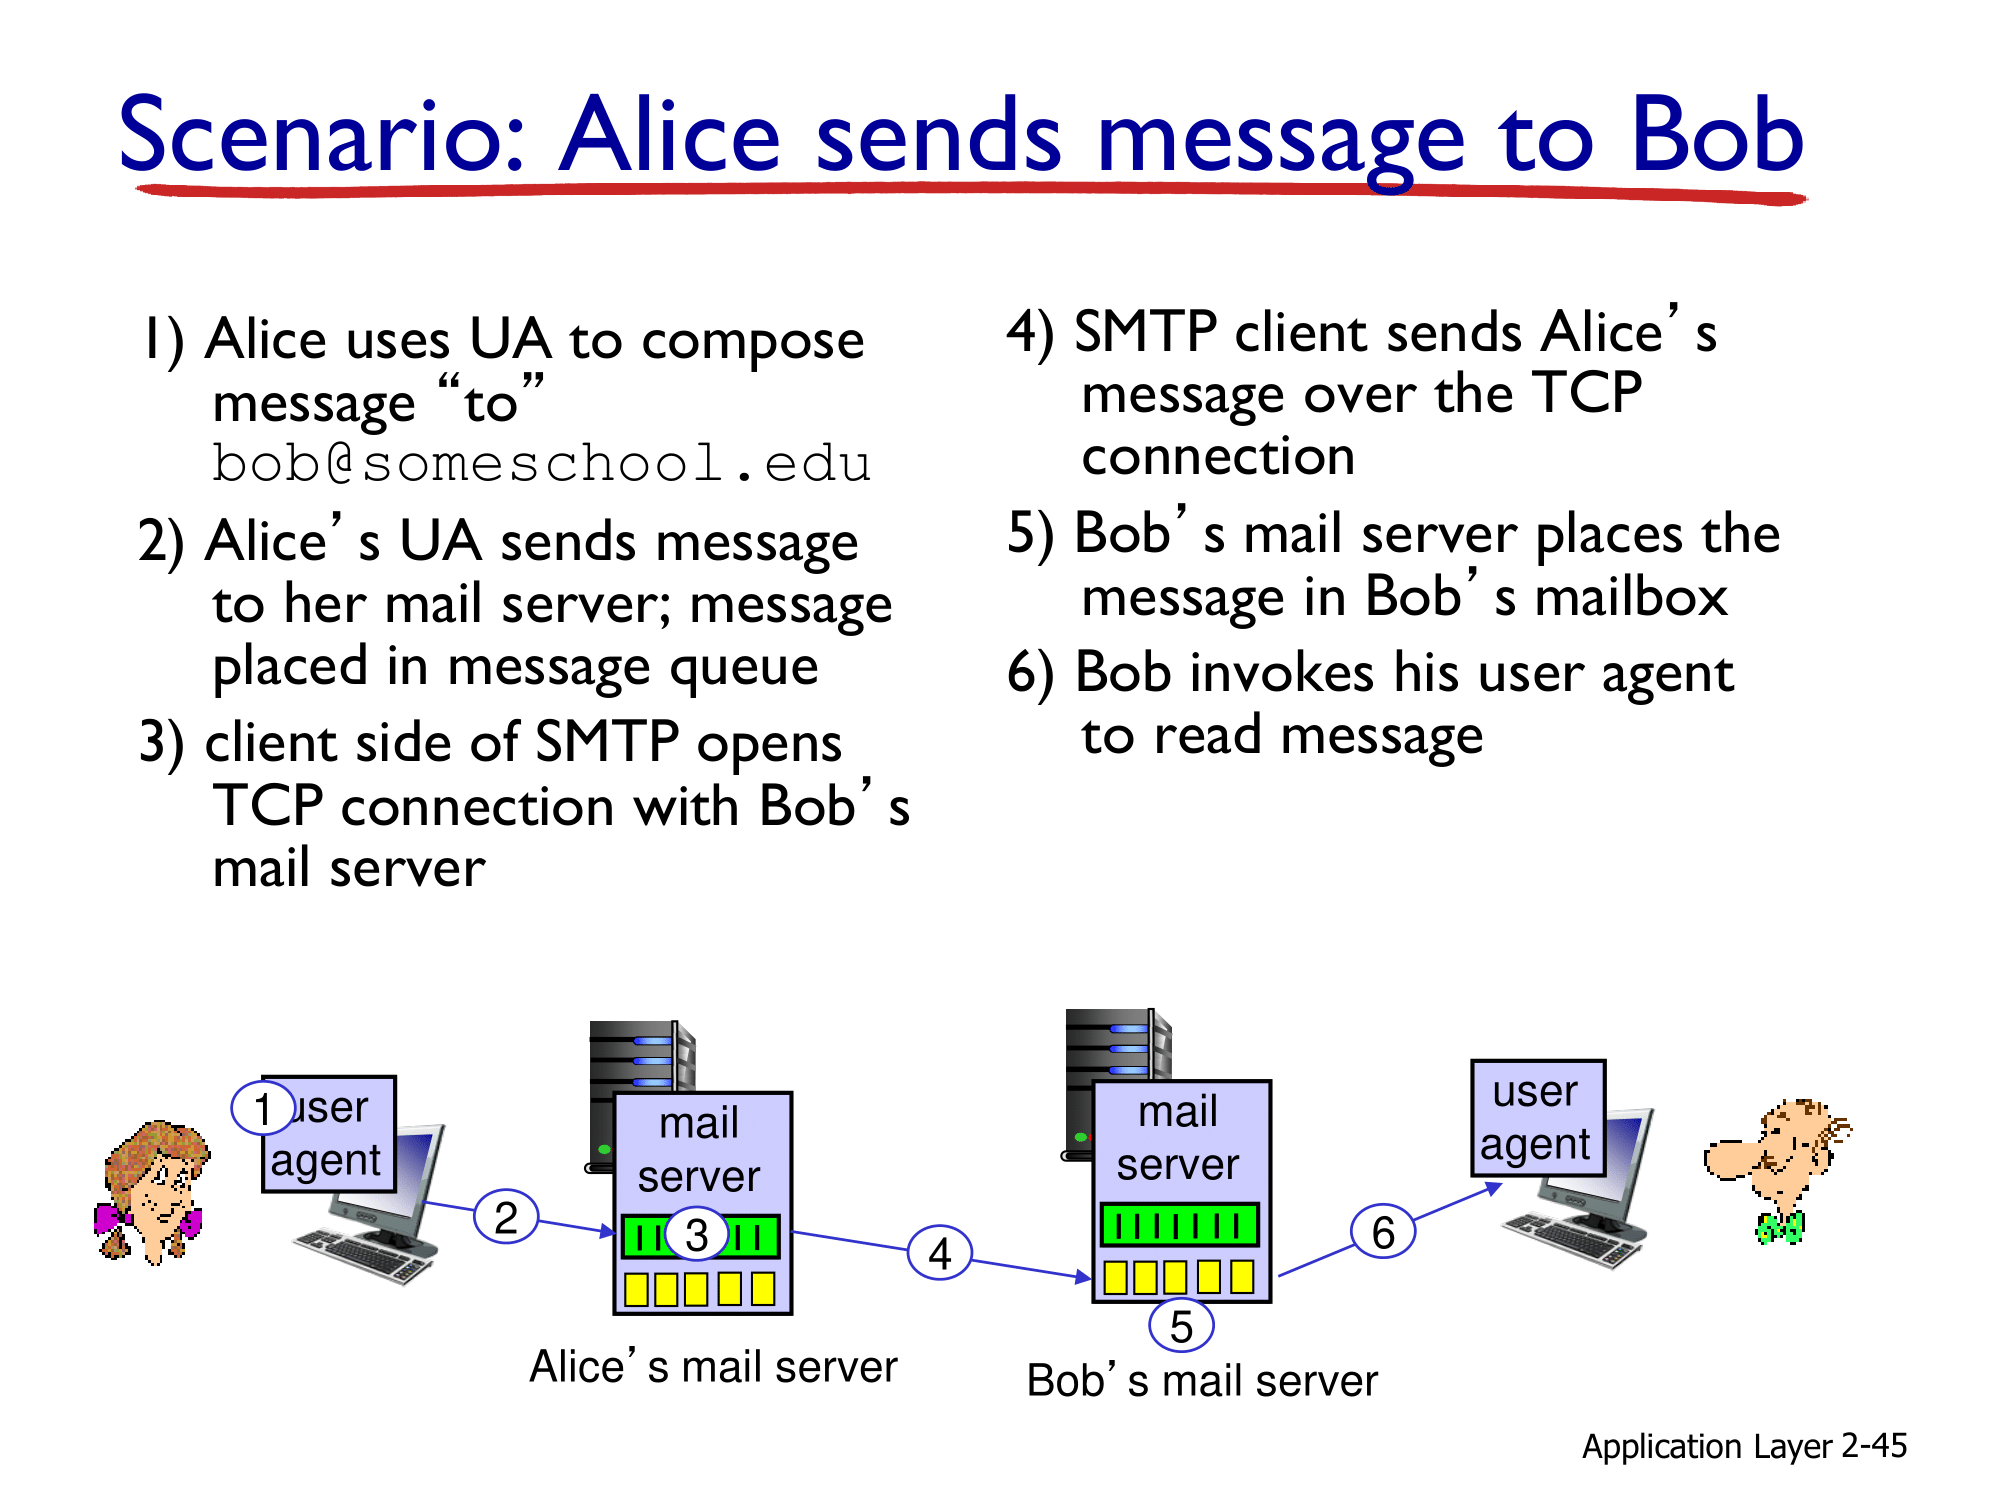 Scenario: Alice sends message to Bob
1) Alice uses UA to compose
message “to”
bob@someschool.edu
2) Alice’s UA sends message
to her mail server; message
placed in message queue
3) client side of SMTP opens
TCP connection with Bob’s
mail server
4) SMTP client sends Alice’s
message over the TCP
connection
5) Bob’s mail server places the
message in Bob’s mailbox
6) Bob invokes his user agent
to read message
1
user
agent
2
mail
server
3
4
mail
server
5
6
user
agent
Alice’s mail server
Bob’s mail server
Application Layer 2-45